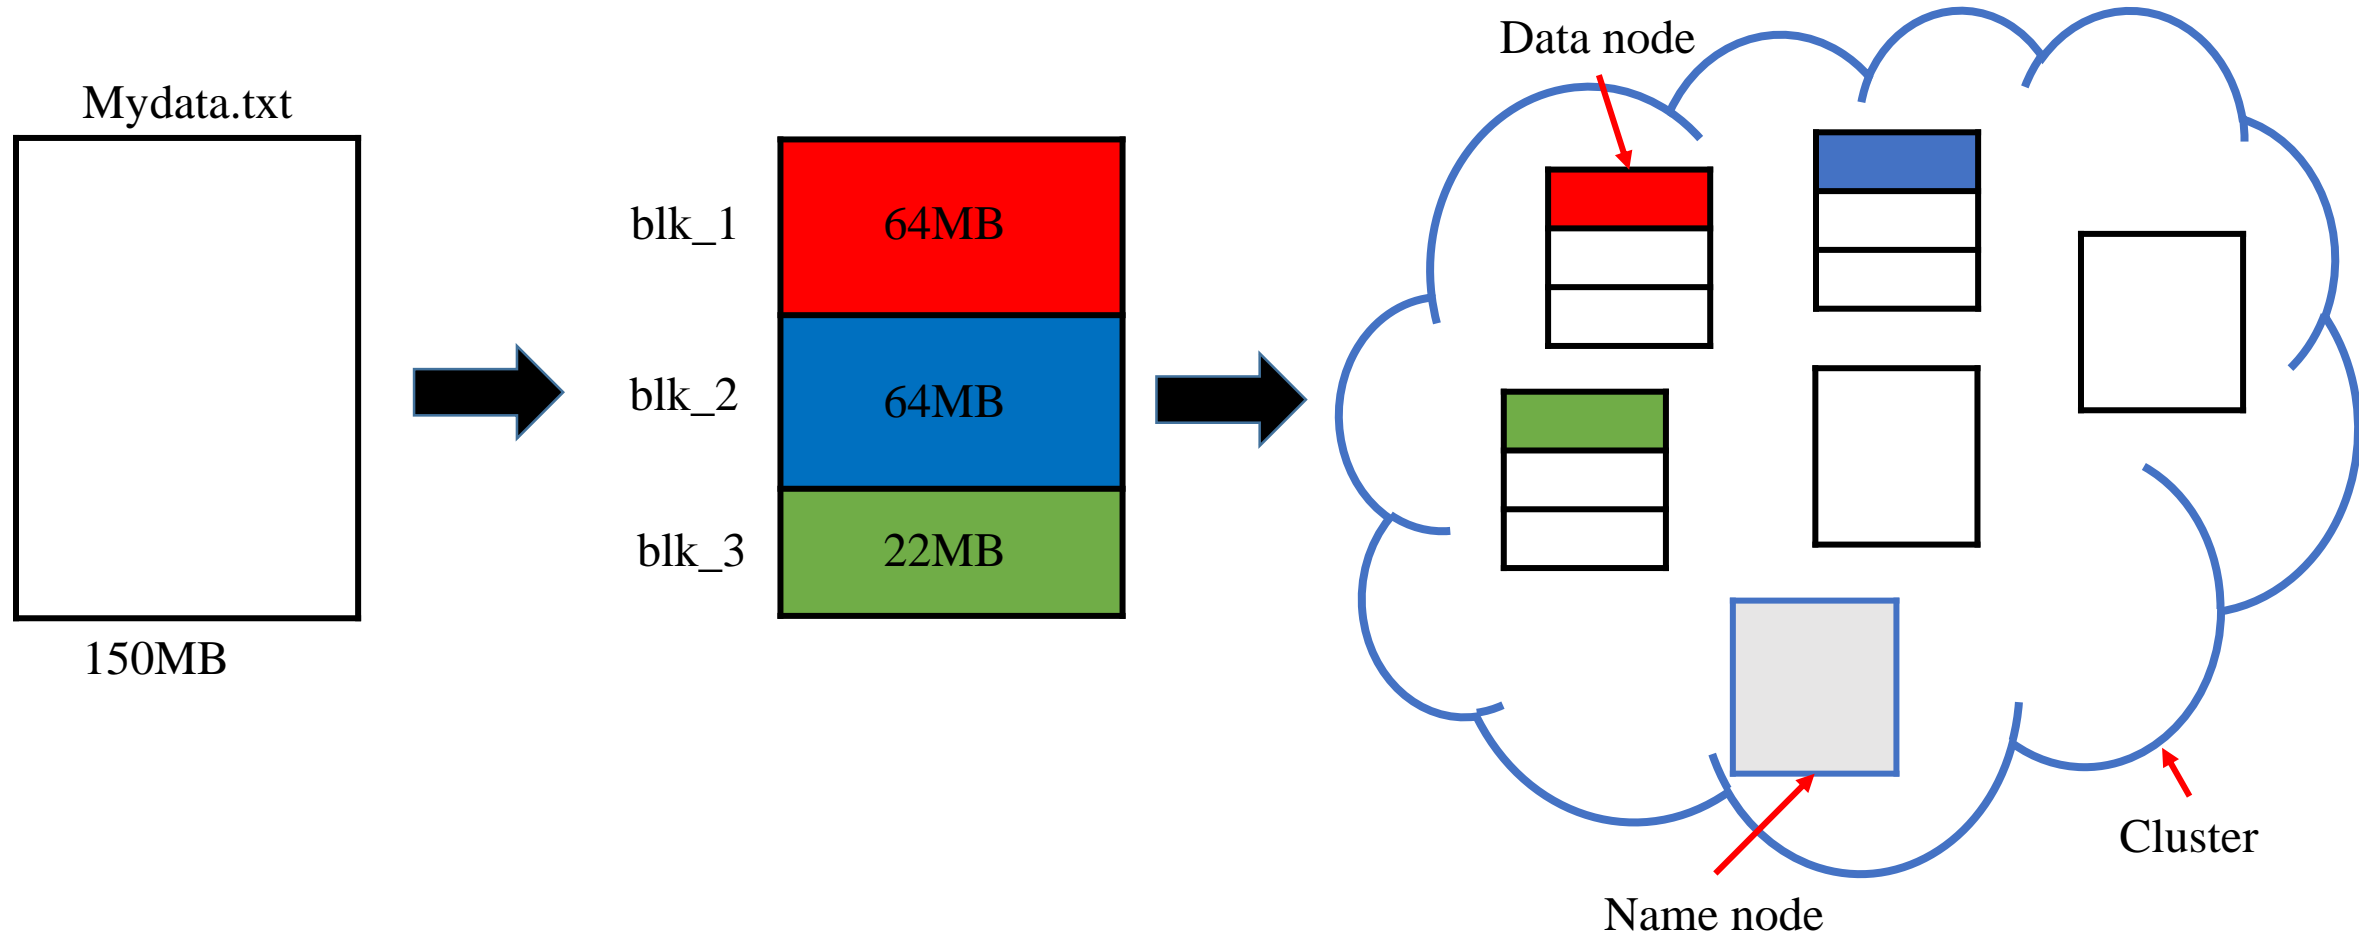 Mydata.txt
150MB
blk_1
64MB
blk_2
64MB
blk_3
22MB
Data node
Name node
Cluster